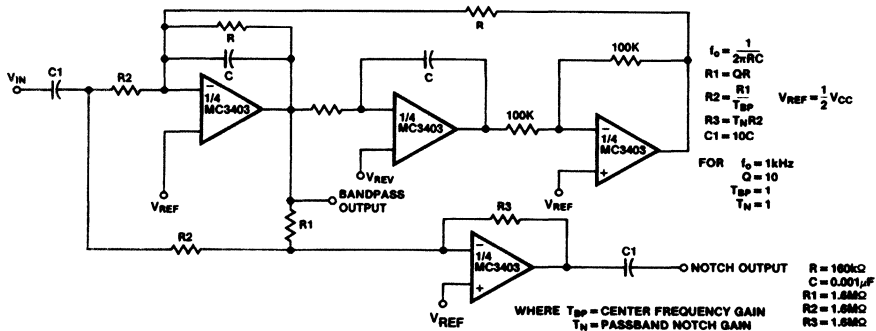 R
R
C
C
100K
V_IN
C1
R2
−
1/4
MC3403
−
1/4
MC3403
100K
−
1/4
MC3403
+
V_REF
V_REV
V_REF
f₀ = 1/2πRC
R1 = QR
R2 = R1/T_BP
V_REF = 1/2 V_CC
R3 = T_N R2
C1 = 10C
FOR f₀ = 1kHz
Q = 10
T_BP = 1
T_N = 1
BANDPASS
OUTPUT
R1
R3
R2
−
1/4
MC3403
+
C1
NOTCH OUTPUT
V_REF
WHERE T_BP = CENTER FREQUENCY GAIN
T_N = PASSBAND NOTCH GAIN
R = 160kΩ
C = 0.001μF
R1 = 1.6MΩ
R2 = 1.6MΩ
R3 = 1.6MΩ